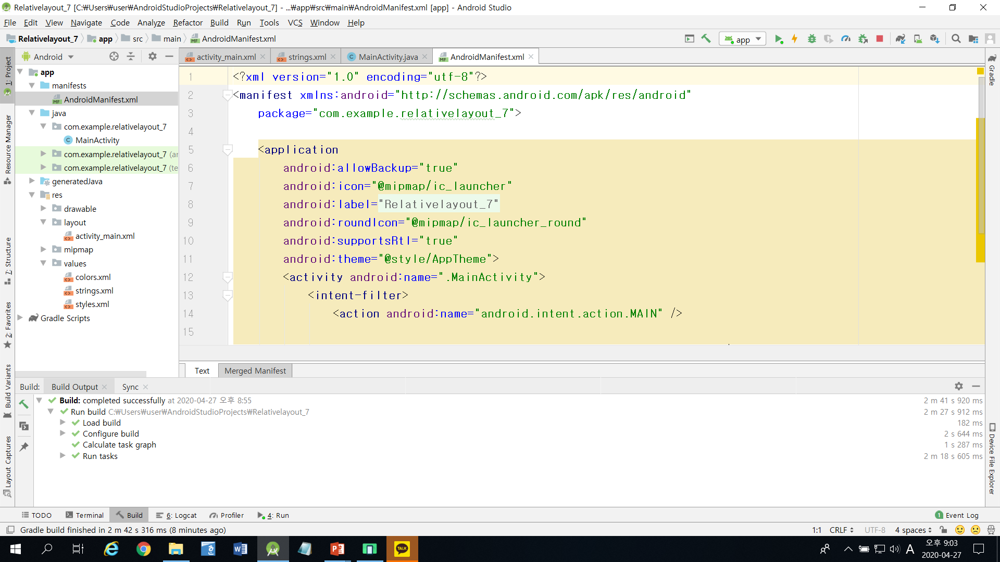 Relativelayout_7 [C:₩Users₩user₩AndroidStudioProjects₩Relativelayout_7] - ...₩app₩src₩main₩AndroidManifest.xml [app] - Android Studio
File Edit View Navigate Code Analyze Refactor Build Run Tools VCS Window Help
Relativelayout_7 app src main AndroidManifest.xml app
Android activity_main.xml strings.xml MainActivity.java AndroidManifest.xml
1: Project
Resource Manager
7: Structure
2: Favorites
Build Variants
Layout Captures
app
manifests
AndroidManifest.xml
java
com.example.relativelayout_7
MainActivity
com.example.relativelayout_7 (ar
com.example.relativelayout_7 (te
generatedJava
res
drawable
layout
activity_main.xml
mipmap
values
colors.xml
strings.xml
styles.xml
Gradle Scripts
1 <?xml version="1.0" encoding="utf-8"?>
2 <manifest xmlns:android="http://schemas.android.com/apk/res/android"
3 package="com.example.relativelayout_7">
4
5 <application
6 android:allowBackup="true"
7 android:icon="@mipmap/ic_launcher"
8 android:label="Relativelayout_7"
9 android:roundIcon="@mipmap/ic_launcher_round"
10 android:supportsRtl="true"
11 android:theme="@style/AppTheme">
12 <activity android:name=".MainActivity">
13 <intent-filter>
14 <action android:name="android.intent.action.MAIN" />
15
Text Merged Manifest
Gradle
Device File Explorer
Build: Build Output Sync
Build: completed successfully at 2020-04-27 오후 8:55 2 m 41 s 920 ms
Run build C:₩Users₩user₩AndroidStudioProjects₩Relativelayout_7 2 m 27 s 912 ms
Load build 182 ms
Configure build 2 s 644 ms
Calculate task graph 1 s 287 ms
Run tasks 2 m 18 s 605 ms
TODO Terminal Build 6: Logcat Profiler 4: Run 1 Event Log
Gradle build finished in 2 m 42 s 316 ms (8 minutes ago) 1:1 CRLF UTF-8 4 spaces
TALK A 오후 9:03
2020-04-27